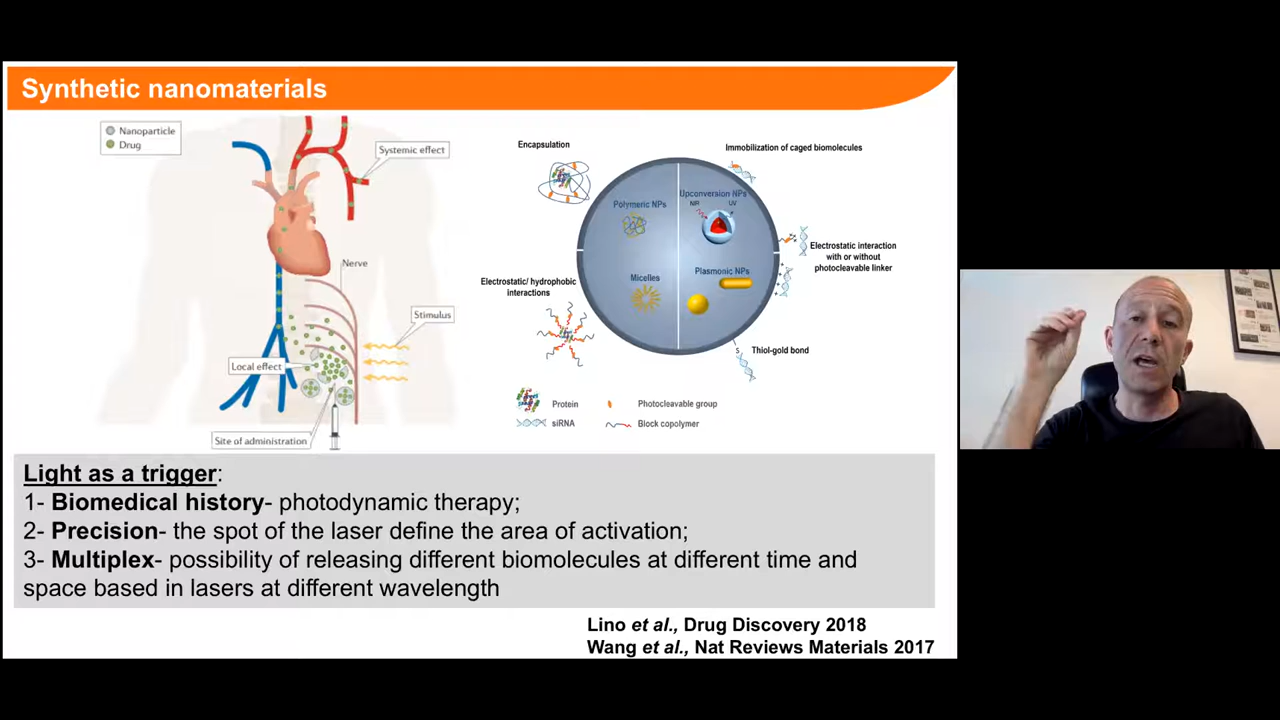 Synthetic nanomaterials
Nanoparticle
Drug
Systemic effect
Nerve
Stimulus
Local effect
Site of administration
Encapsulation
Immobilization of caged biomolecules
Polymeric NPs
Upconversion NPs
NIR
UV
Electrostatic interaction
with or without
photocleavable linker
Electrostatic/ hydrophobic
interactions
Micelles
Plasmonic NPs
S
Thiol-gold bond
Protein
Photocleavable group
siRNA
Block copolymer
Light as a trigger:
1- Biomedical history- photodynamic therapy;
2- Precision- the spot of the laser define the area of activation;
3- Multiplex- possibility of releasing different biomolecules at different time and
space based in lasers at different wavelength
Lino et al., Drug Discovery 2018
Wang et al., Nat Reviews Materials 2017